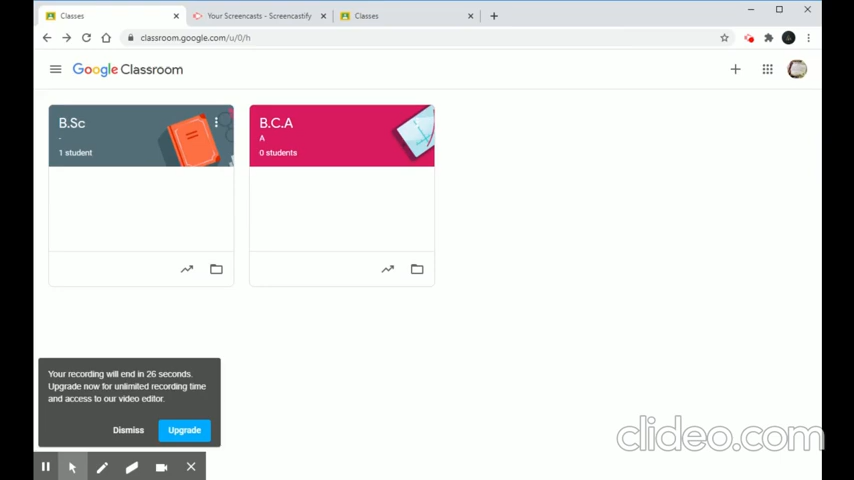 Classes
Your Screencasts - Screencastify
Classes
classroom.google.com/u/0/h
Google Classroom
B.Sc
-
1 student
B.C.A
A
0 students
Your recording will end in 26 seconds.
Upgrade now for unlimited recording time
and access to our video editor.
Dismiss
Upgrade
clideo.com